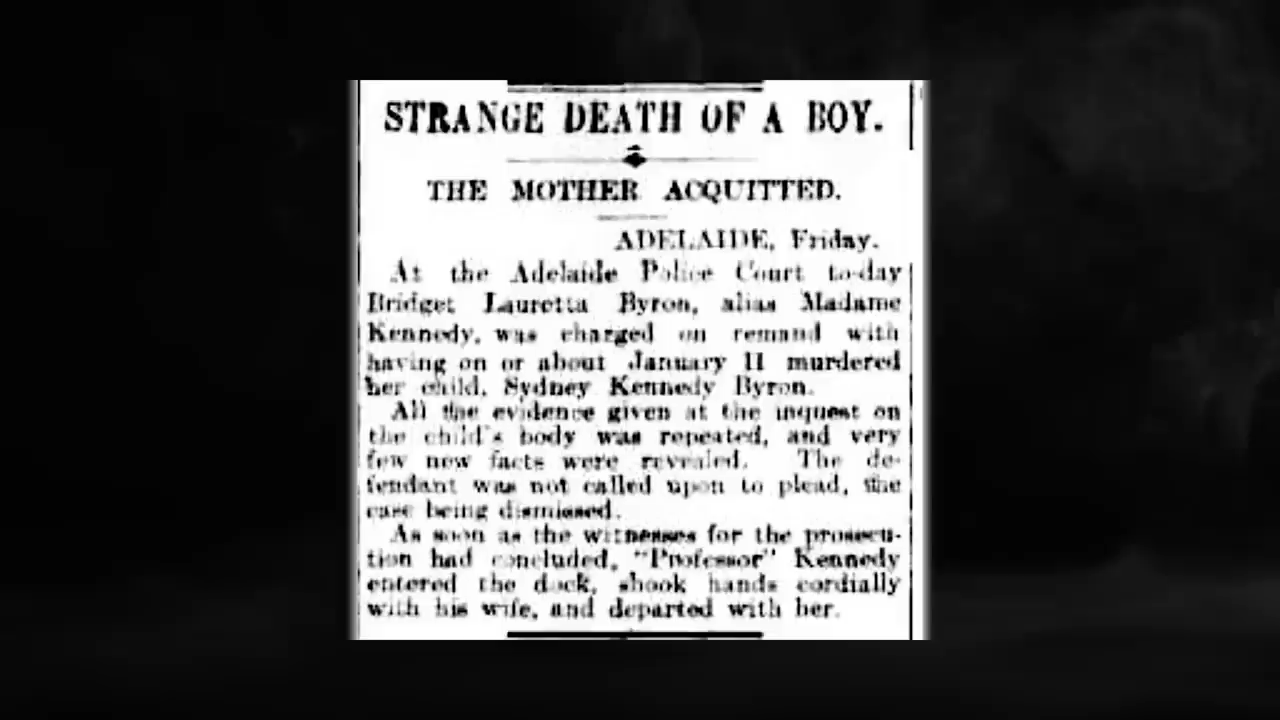 STRANGE DEATH OF A BOY.
THE MOTHER ACQUITTED.
ADELAIDE, Friday.
At the Adelaide Police Court to-day
Bridget Lauretta Byron, alias Madame
Kennedy, was charged on remand with
having on or about January 11 murdered
her child, Sydney Kennedy Byron.
All the evidence given at the inquest on
the child's body was repeated, and very
few new facts were revealed. The de-
fendant was not called upon to plead, the
case being dismissed.
As soon as the witnesses for the prosecu-
tion had concluded, "Professor" Kennedy
entered the dock, shook hands cordially
with his wife, and departed with her.